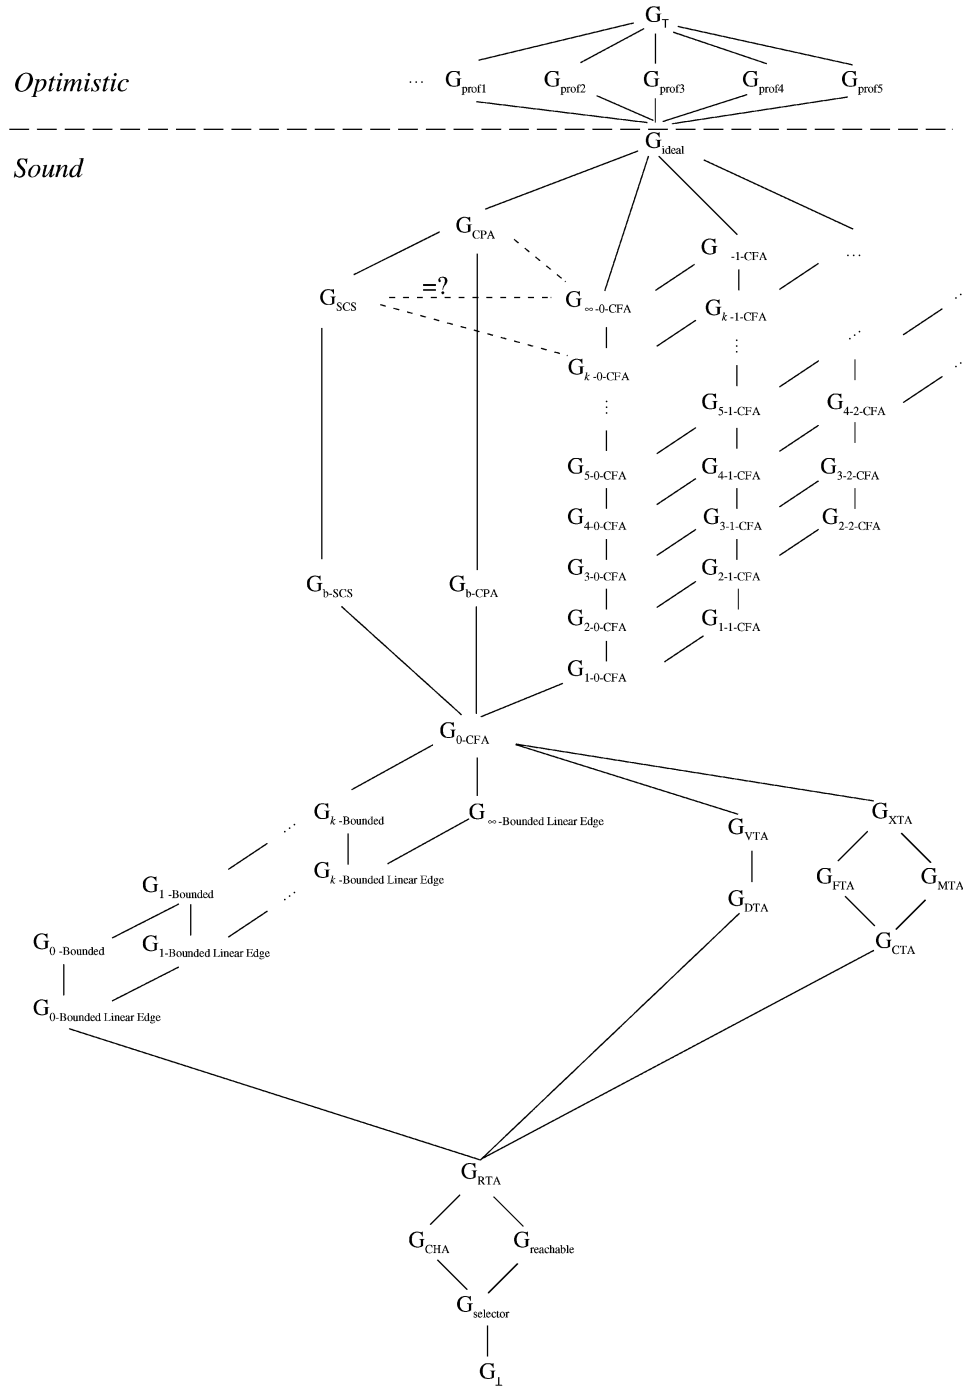 G⊤
Optimistic
... Gprof1 Gprof2 Gprof3 Gprof4 Gprof5
Gideal
Sound
GCPA
G -1-CFA ...
=?
GSCS G∞-0-CFA Gk-1-CFA
Gk-0-CFA
G5-1-CFA G4-2-CFA
G5-0-CFA G4-1-CFA G3-2-CFA
G4-0-CFA G3-1-CFA G2-2-CFA
Gb-SCS Gb-CPA G3-0-CFA G2-1-CFA
G2-0-CFA G1-1-CFA
G1-0-CFA
G0-CFA
Gk-Bounded G∞-Bounded Linear Edge GVTA GXTA
Gk-Bounded Linear Edge GFTA GMTA
G1-Bounded GDTA
G0-Bounded G1-Bounded Linear Edge GCTA
G0-Bounded Linear Edge
GRTA
GCHA Greachable
Gselector
G⊥